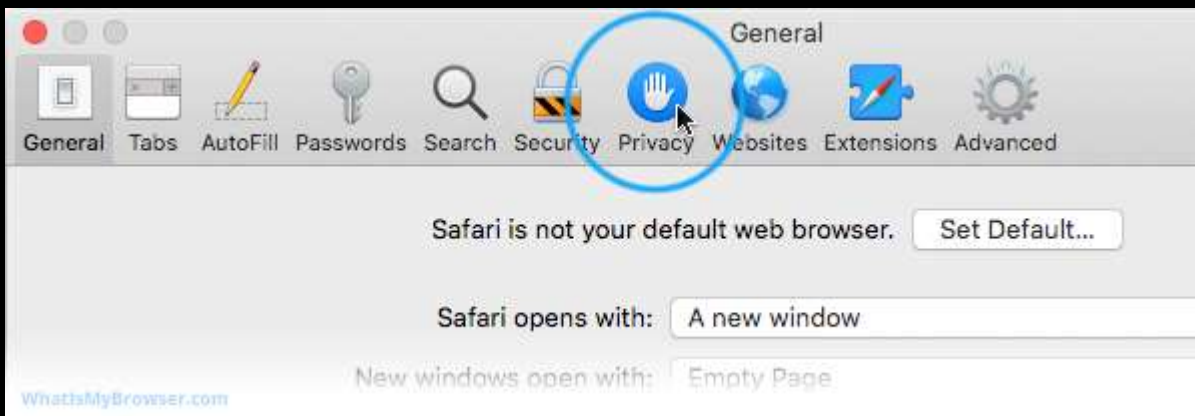 General
General Tabs AutoFill Passwords Search Security Privacy Websites Extensions Advanced
Safari is not your default web browser. Set Default...
Safari opens with: A new window
New windows open with: Empty Page
WhatIsMyBrowser.com